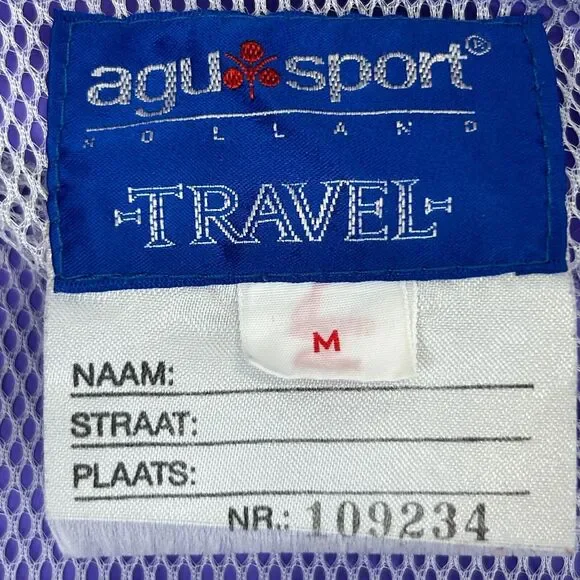 agu sport®
HOLLAND
TRAVEL
M
NAAM:
STRAAT:
PLAATS:
NR.: 109234